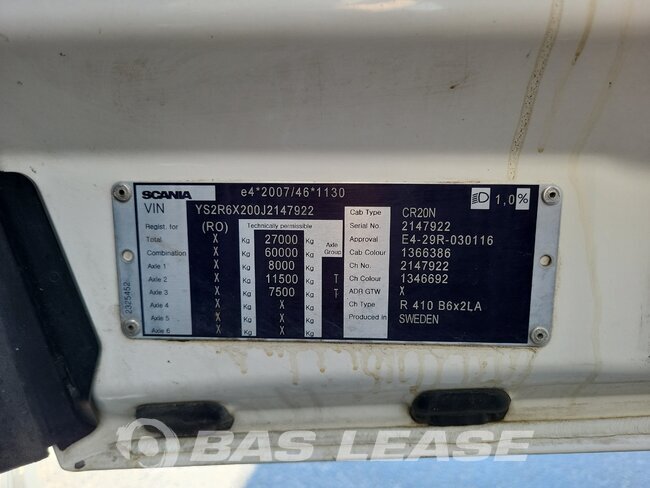 SCANIA e4*2007/46*1130 1,0%
VIN YS2R6X200J2147922 Cab Type CR20N
Regist. for (RO) Technically permissible Serial No. 2147922
Total X Kg 27000 Kg Axle Group Approval E4-29R-030116
Combination X Kg 60000 Kg Cab Colour 1366386
Axle 1 X Kg 8000 Kg Ch No. 2147922
Axle 2 X Kg 11500 Kg T Ch Colour 1346692
Axle 3 X Kg 7500 Kg T ADR GTW X
Axle 4 X Kg X Kg Ch Type R 410 B6x2LA
Axle 5 X Kg X Kg Produced in SWEDEN
Axle 6 X Kg X Kg
2325452
BAS LEASE